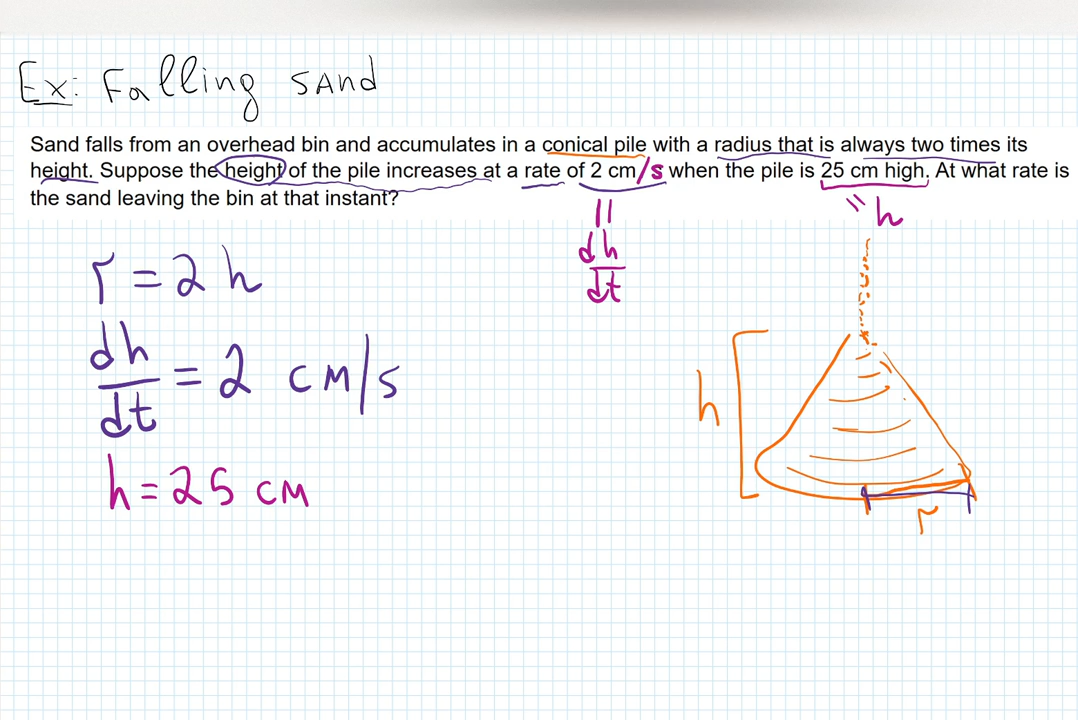 Ex: Falling SAnd
Sand falls from an overhead bin and accumulates in a conical pile with a radius that is always two times its
height. Suppose the height of the pile increases at a rate of 2 cm/s when the pile is 25 cm high. At what rate is
the sand leaving the bin at that instant?
= dh/dt
= h
r = 2h
dh/dt = 2 cm/s
h = 25 cm
h
r